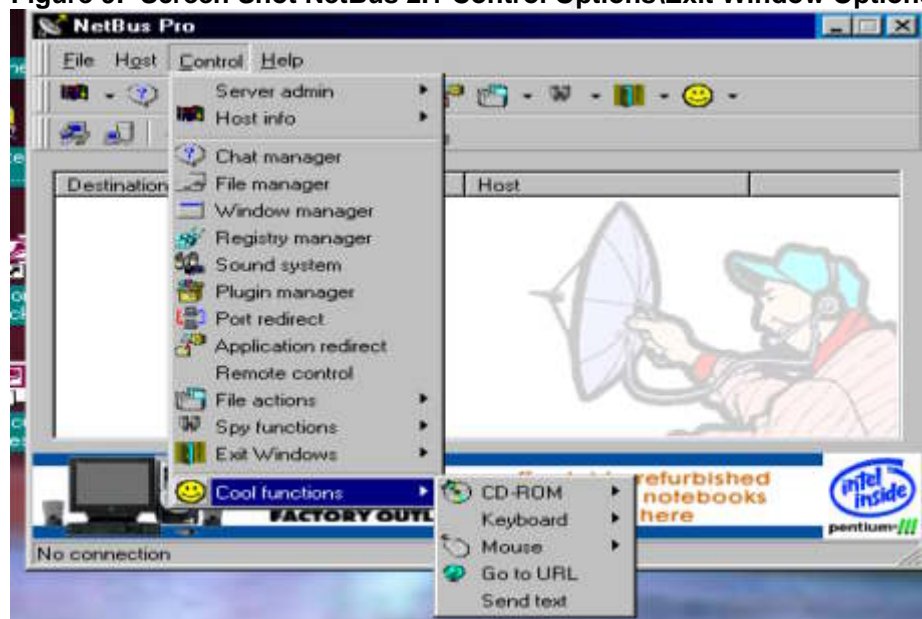 Figure 9: Screen Shot NetBus 2.1 Control Options\Exit Window Options
NetBus Pro
File Host Control Help
Server admin
Host info
Chat manager
File manager
Window manager
Registry manager
Sound system
Plugin manager
Port redirect
Application redirect
Remote control
File actions
Spy functions
Exit Windows
Cool functions
Destination
Host
CD-ROM
Keyboard
Mouse
Go to URL
Send text
refurbished
notebooks
here
FACTORY OUTL
intel
inside
pentium III
No connection